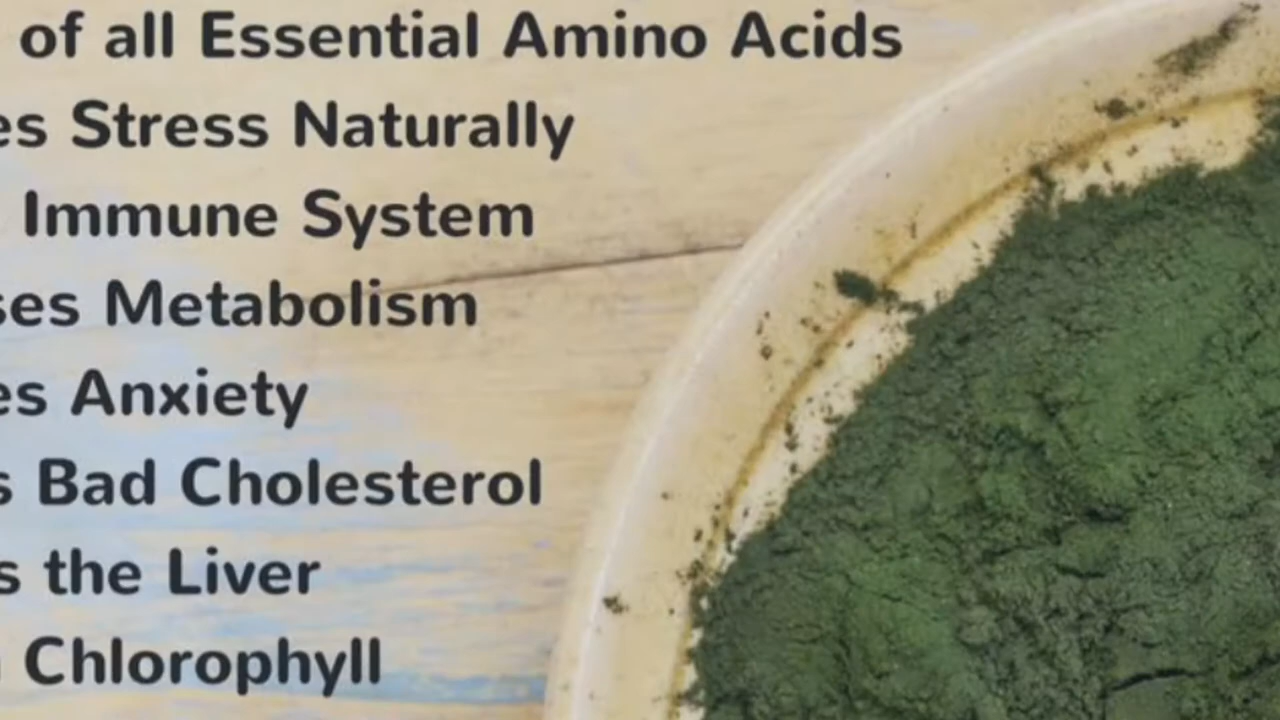 of all Essential Amino Acids
es Stress Naturally
Immune System
ses Metabolism
es Anxiety
s Bad Cholesterol
s the Liver
Chlorophyll